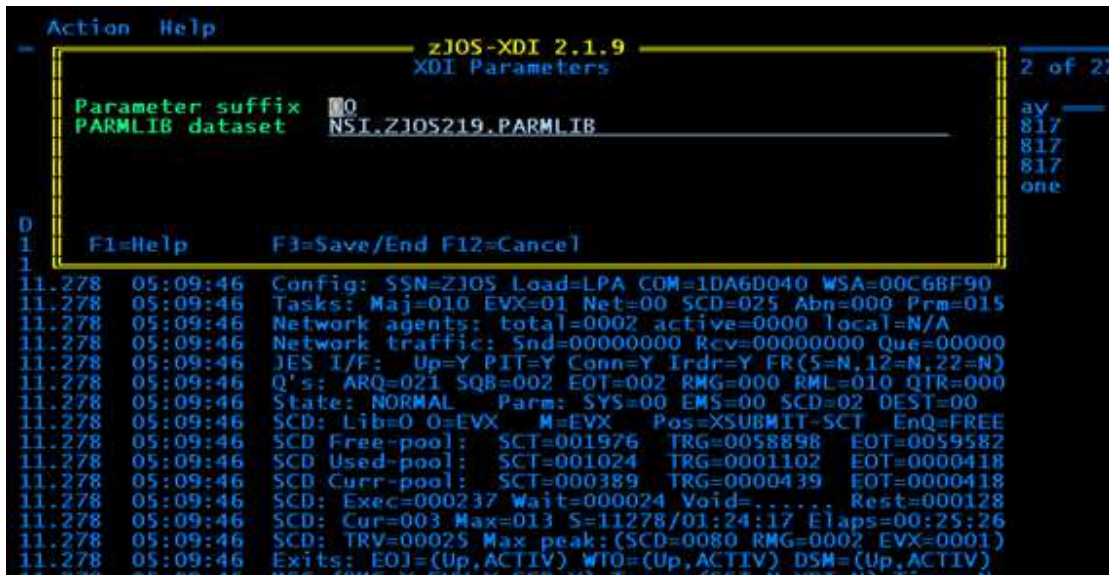 Action Help
zJOS-XDI 2.1.9
XDI Parameters
2 of 22
Parameter suffix 00
PARMLIB dataset NSI.ZJOS219.PARMLIB
ay
817
817
817
one
D
1 F1=Help F3=Save/End F12=Cancel
1
11.278 05:09:46 Config: SSN=ZJOS Load=LPA COM=1DA6D040 WSA=00C6BF90
11.278 05:09:46 Tasks: Maj=010 EVX=01 Net=00 SCD=025 Abn=000 Prm=015
11.278 05:09:46 Network agents: total=0002 active=0000 local=N/A
11.278 05:09:46 Network traffic: Snd=00000000 Rcv=00000000 Que=00000
11.278 05:09:46 JES I/F: Up=Y PIT=Y Conn=Y Irdr=Y FR(5=N,12=N,22=N)
11.278 05:09:46 Q's: ARQ=021 SQB=002 EOT=002 RMG=000 RML=010 QTR=000
11.278 05:09:46 State: NORMAL Parm: SYS=00 EMS=00 SCD=02 DEST=00
11.278 05:09:46 SCD: Lib=O O=EVX M=EVX Pos=XSUBMIT-SCT EnQ=FREE
11.278 05:09:46 SCD Free-pool: SCT=001976 TRG=0058898 EOT=0059582
11.278 05:09:46 SCD Used-pool: SCT=001024 TRG=0001102 EOT=0000418
11.278 05:09:46 SCD Curr-pool: SCT=000389 TRG=0000439 EOT=0000418
11.278 05:09:46 SCD: Exec=000237 Wait=000024 Void=...... Rest=000128
11.278 05:09:46 SCD: Cur=003 Max=013 S=11278/01:24:17 Elaps=00:25:26
11.278 05:09:46 SCD: TRV=00025 Max peak:(SCD=0080 RMG=0002 EVX=0001)
11.278 05:09:46 Exits: EOJ=(Up,ACTIV) WTO=(Up,ACTIV) DSM=(Up,ACTIV)